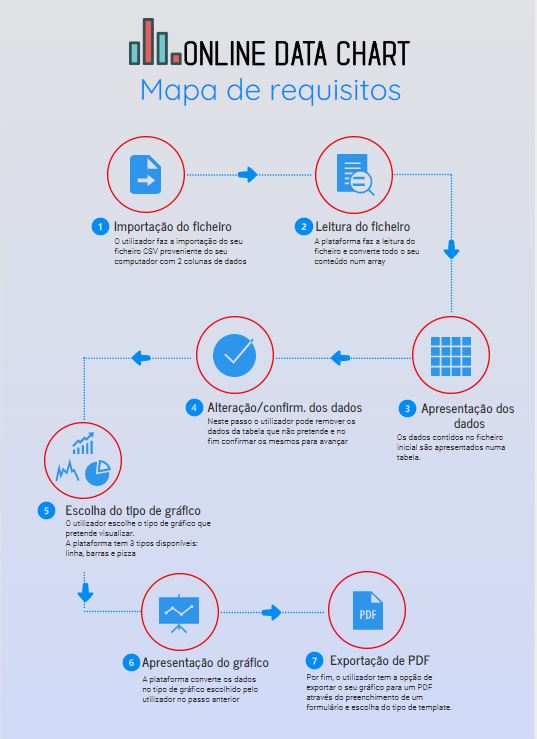 ONLINE DATA CHART
Mapa de requisitos
1 Importação do ficheiro
O utilizador faz a importação do seu
ficheiro CSV proveniente do seu
computador com 2 colunas de dados
2 Leitura do ficheiro
A plataforma faz a leitura do
ficheiro e converte todo o seu
conteúdo num array
3 Apresentação dos
dados
Os dados contidos no ficheiro
inicial são apresentados numa
tabela.
4 Alteração/confirm. dos dados
Neste passo o utilizador pode remover os
dados da tabela que não pretende e no
fim confirmar os mesmos para avançar
5 Escolha do tipo de gráfico
O utilizador escolhe o tipo de gráfico que
pretende visualizar.
A plataforma tem 3 tipos disponíveis:
linha, barras e pizza
6 Apresentação do gráfico
A plataforma converte os dados
no tipo de gráfico escolhido pelo
utilizador no passo anterior
PDF
7 Exportação de PDF
Por fim, o utilizador tem a opção de
exportar o seu gráfico para um PDF
através do preenchimento de um
formulário e escolha do tipo de template.